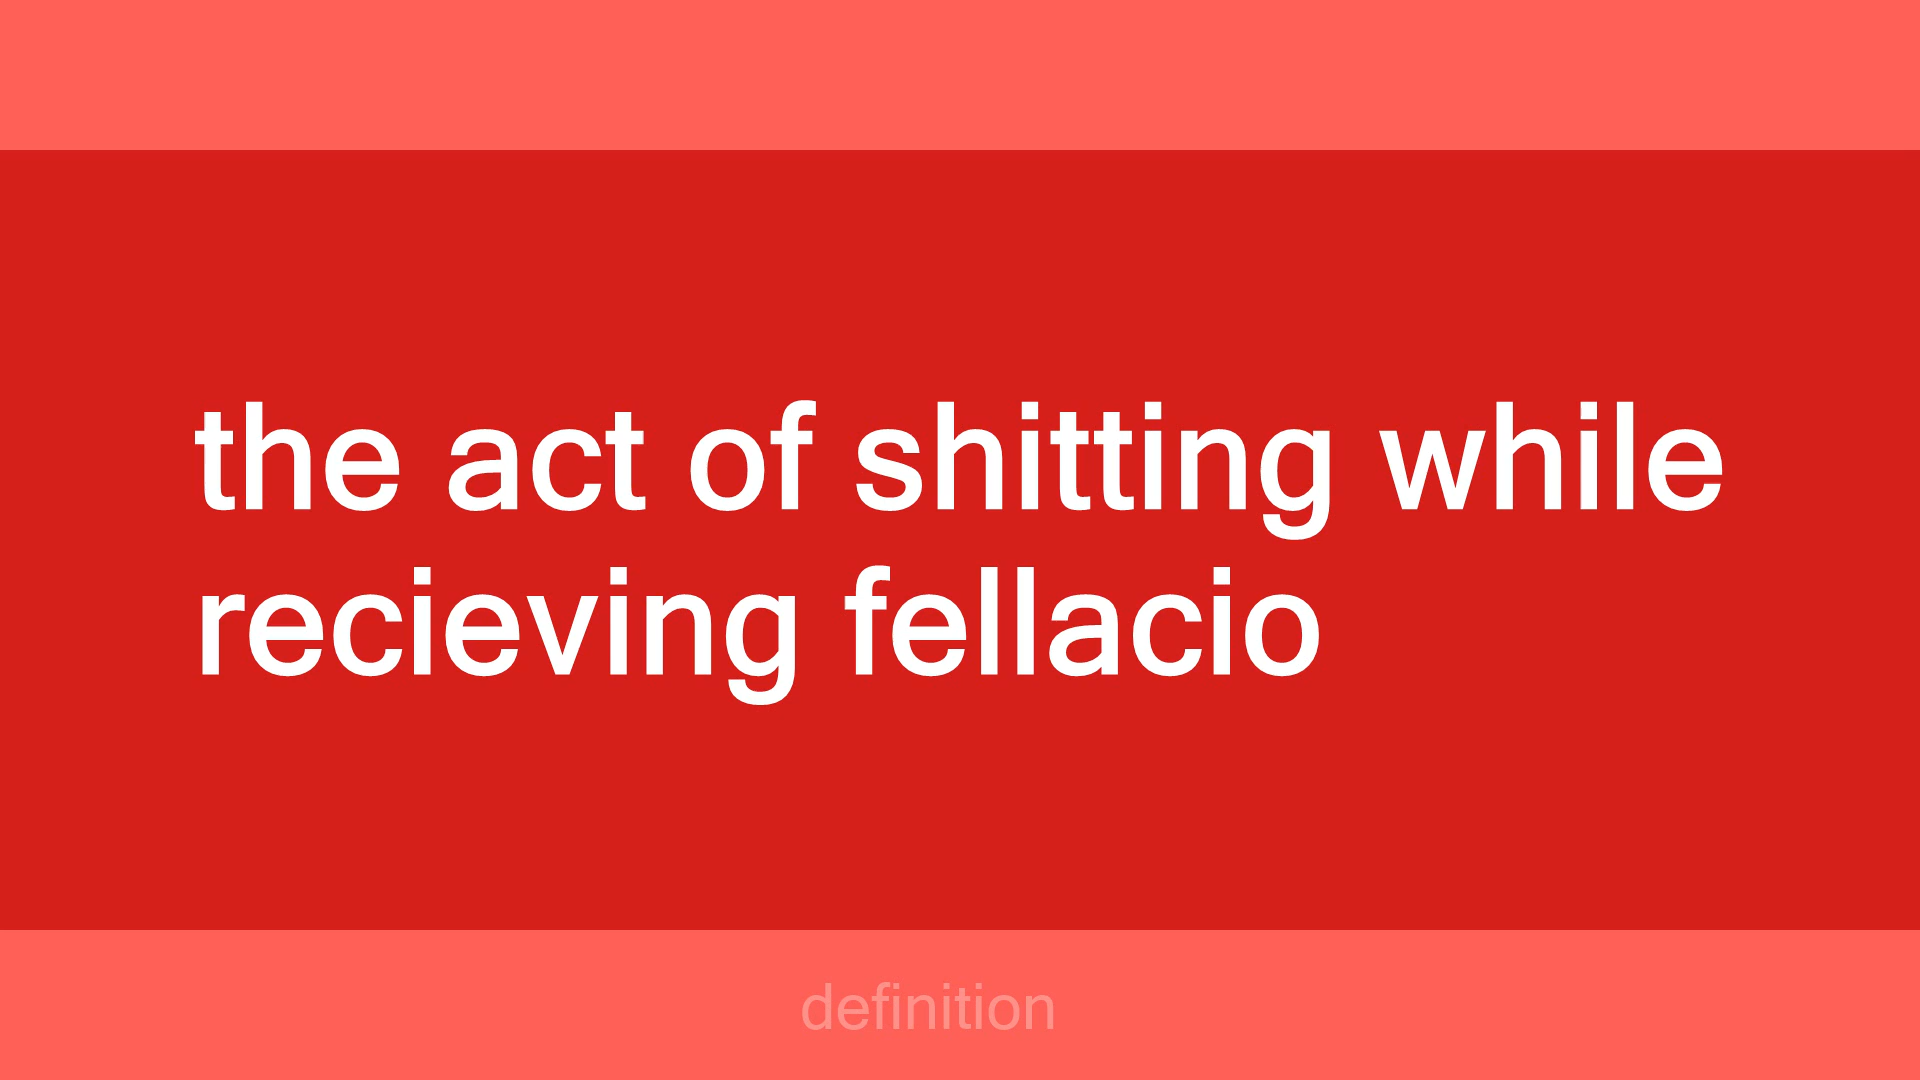 the act of shitting while
recieving fellacio
definition